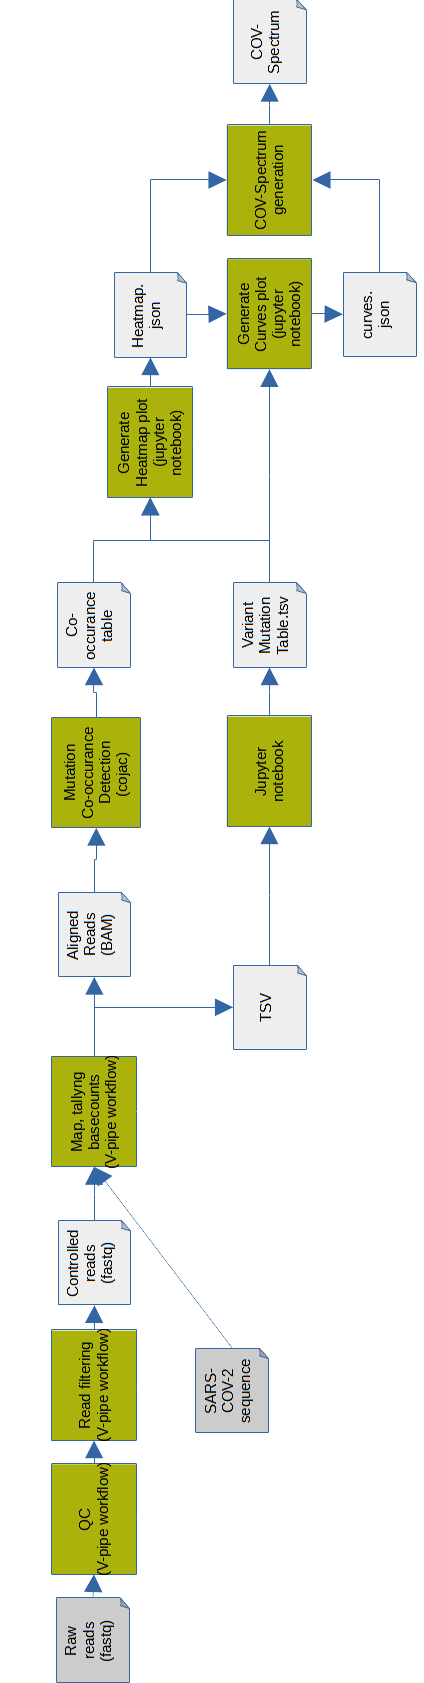 Raw
reads
(fastq)
QC
(V-pipe workflow)
Read filtering
(V-pipe workflow)
Controlled
reads
(fastq)
SARS-
COV-2
sequence
Map, tallyng
basecounts
(V-pipe workflow)
Aligned
Reads
(BAM)
TSV
Mutation
Co-occurance
Detection
(cojac)
Jupyter
notebook
Co-
occurance
table
Variant
Mutation
Table.tsv
Generate
Heatmap plot
(jupyter
notebook)
Heatmap.
json
Generate
Curves plot
(jupyter
notebook)
curves.
json
COV-Spectrum
generation
COV-
Spectrum